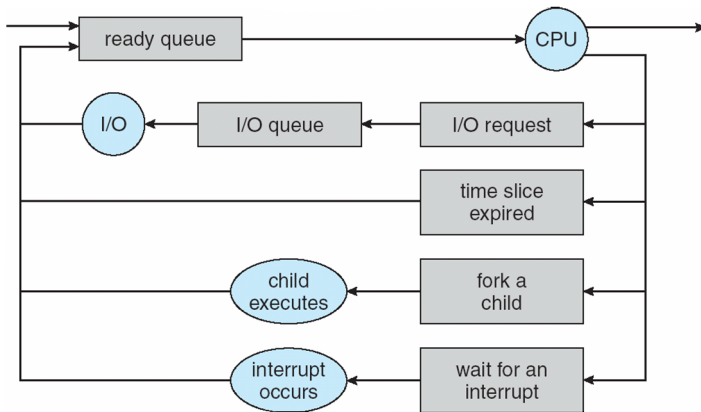 ready queue
CPU
I/O
I/O queue
I/O request
time slice
expired
child
executes
fork a
child
interrupt
occurs
wait for an
interrupt